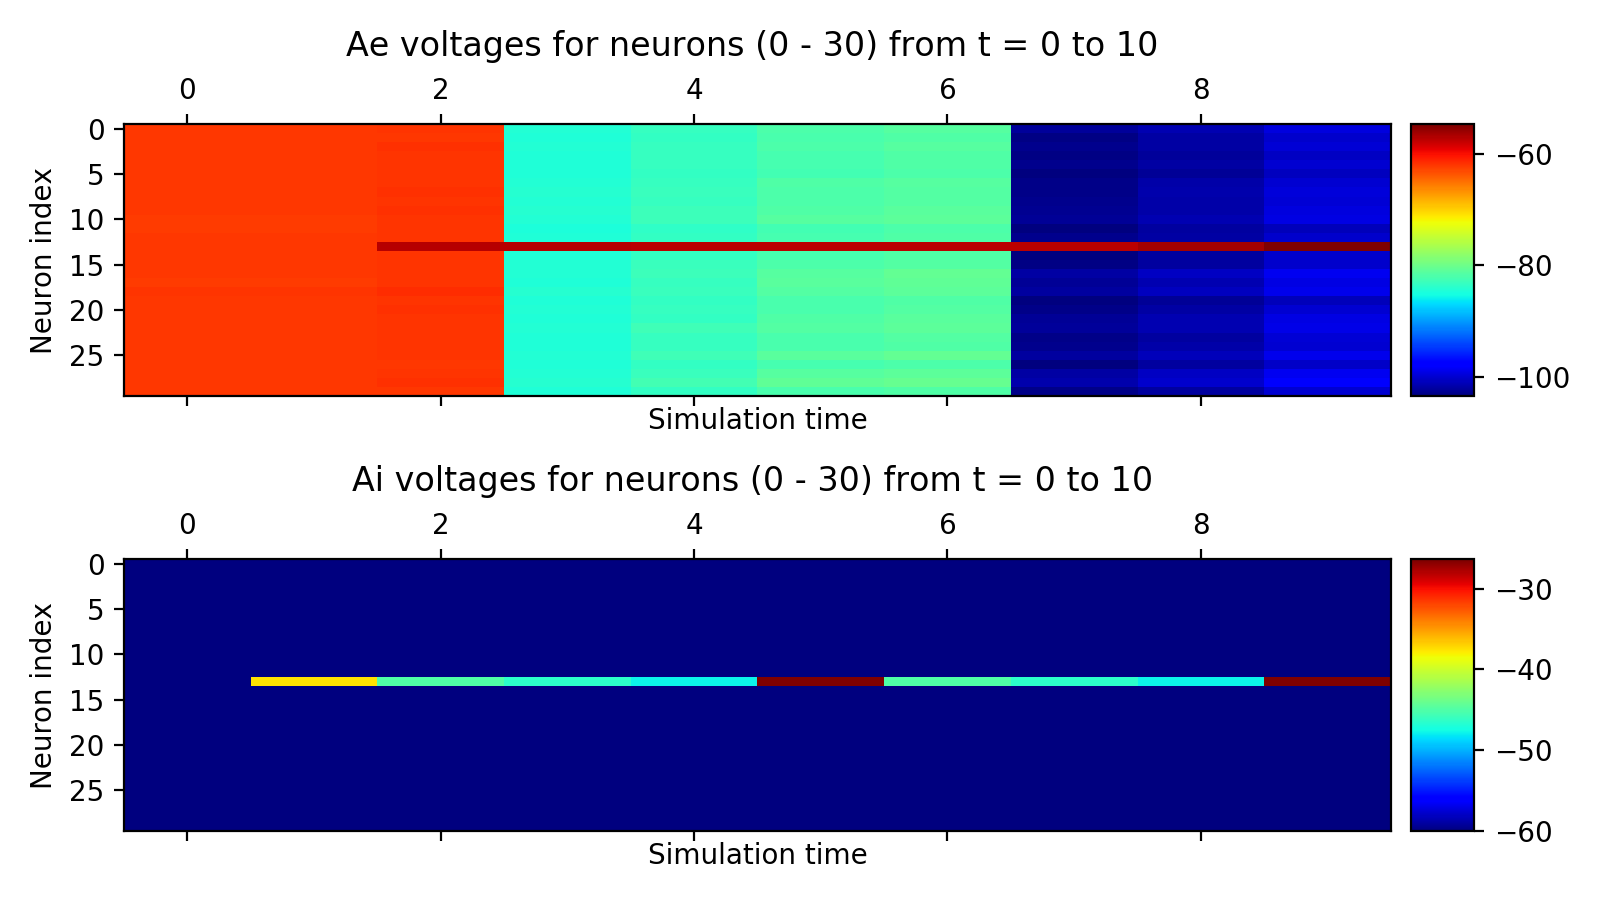 Ae voltages for neurons (0 - 30) from t = 0 to 10
0 2 4 6 8
Neuron index
0
5
10
15
20
25
−60
−80
−100
Simulation time
Ai voltages for neurons (0 - 30) from t = 0 to 10
0 2 4 6 8
Neuron index
0
5
10
15
20
25
−30
−40
−50
−60
Simulation time